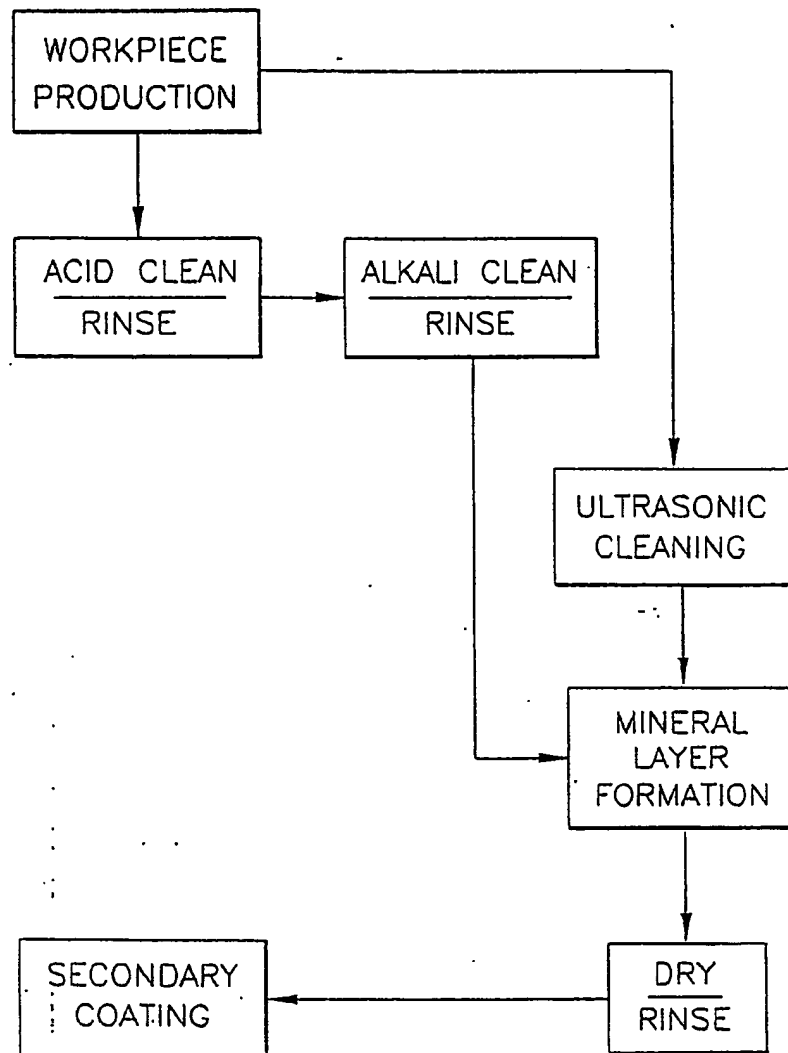 WORKPIECE
PRODUCTION
ACID CLEAN
RINSE
ALKALI CLEAN
RINSE
ULTRASONIC
CLEANING
MINERAL
LAYER
FORMATION
DRY
RINSE
SECONDARY
COATING